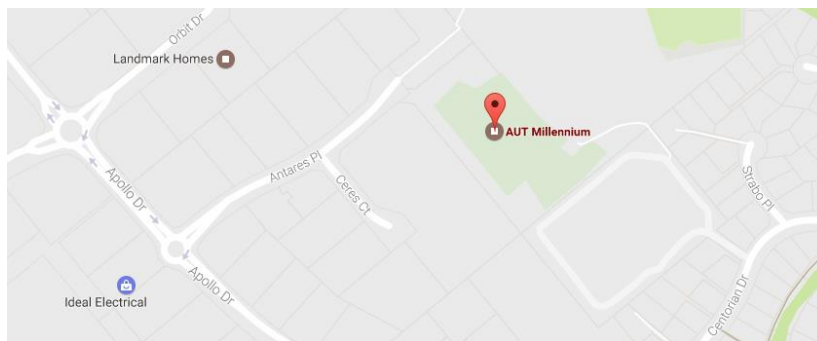 Orbit Dr
Landmark Homes
AUT Millennium
Antares Pl
Apollo Dr
Ceres Ct
Strabo Pl
Apollo Dr
Ideal Electrical
Centorian Dr